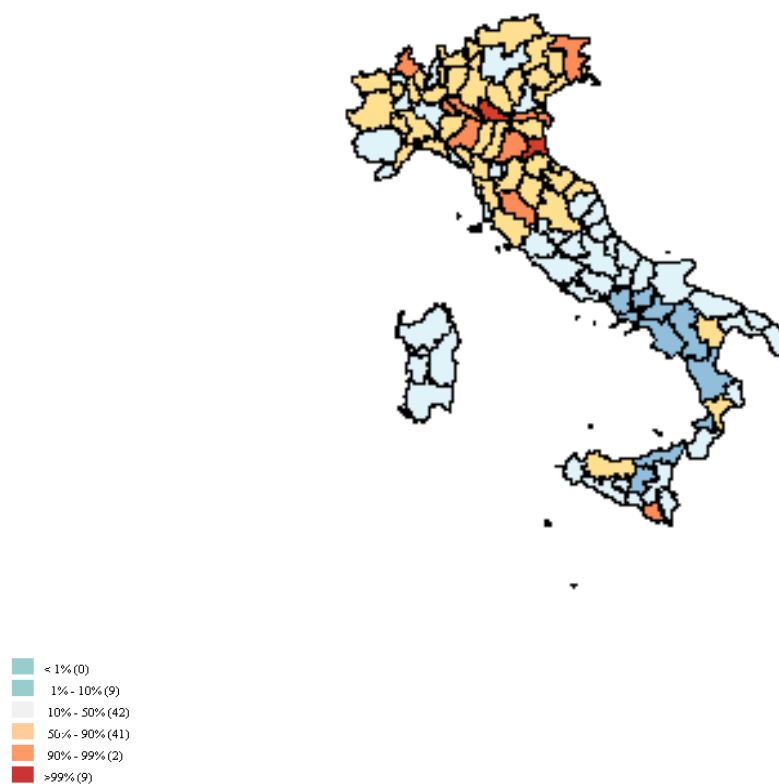 < 1% (0)
1% - 10% (9)
10% - 50% (42)
50% - 90% (41)
90% - 99% (2)
>99% (9)